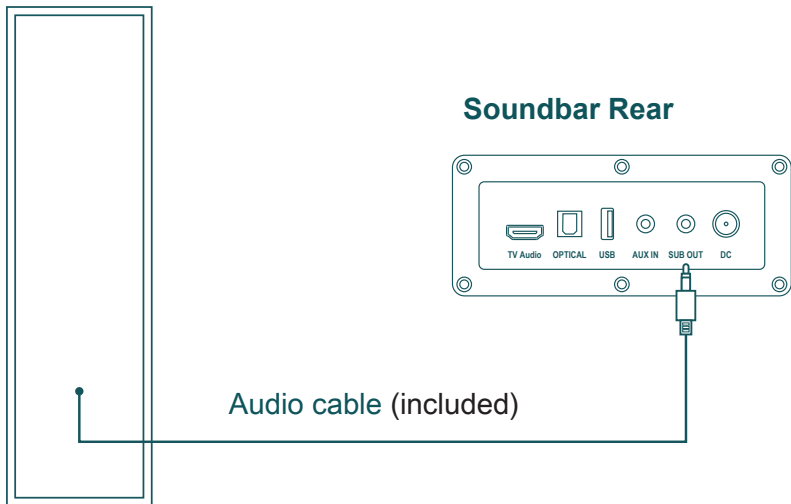 Soundbar Rear
TV Audio OPTICAL USB AUX IN SUB OUT DC
Audio cable (included)